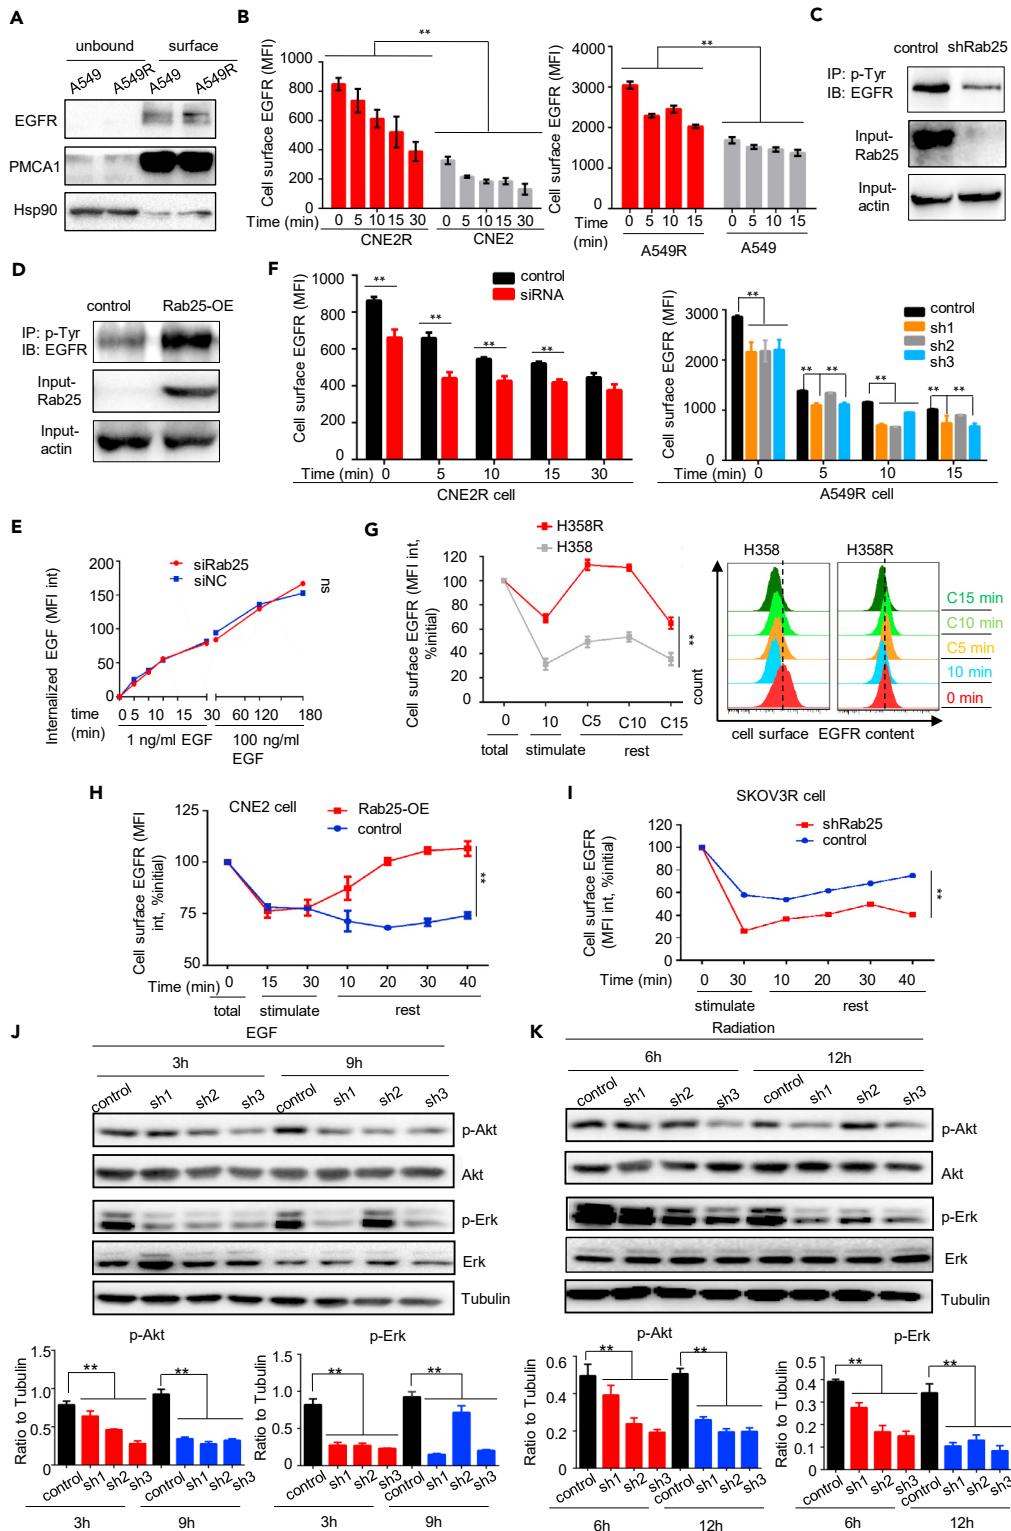 A
unbound surface
A549 A549R A549 A549R
EGFR
PMCA1
Hsp90
B
Cell surface EGFR (MFI)
1000
800
600
400
200
0
**
Time (min) 0 5 10 15 30 0 5 10 15 30
CNE2R CNE2
Cell surface EGFR (MFI)
4000
3000
2000
1000
0
**
Time (min) 0 5 10 15 0 5 10 15
A549R A549
C
control shRab25
IP: p-Tyr
IB: EGFR
Input-
Rab25
Input-
actin
D
control Rab25-OE
IP: p-Tyr
IB: EGFR
Input-
Rab25
Input-
actin
F
Cell surface EGFR (MFI)
1000
800
600
400
200
0
** ** ** **
control
siRNA
Time (min) 0 5 10 15 30
CNE2R cell
Cell surface EGFR (MFI)
3000
2000
1000
0
** ** ** ** ** **
control
sh1
sh2
sh3
Time (min) 0 5 10 15
A549R cell
E
Internalized EGF (MFI int)
200
150
100
50
0
siRab25
siNC
ns
time
(min)
0 5 10 15 30 60 120 180
1 ng/ml EGF 100 ng/ml
EGF
G
Cell surface EGFR (MFI int,
%initial)
120
100
80
60
40
20
0
H358R
H358
**
0 10 C5 C10 C15
total stimulate rest
H358 H358R
count
C15 min
C10 min
C5 min
10 min
0 min
cell surface EGFR content
H
CNE2 cell
Rab25-OE
control
Cell surface EGFR (MFI
int, %initial)
125
100
75
50
**
Time (min) 0 15 30 10 20 30 40
total stimulate rest
I
SKOV3R cell
shRab25
control
Cell surface EGFR
(MFI int, %initial)
120
100
80
60
40
20
0
**
Time (min) 0 30 10 20 30 40
stimulate rest
J
EGF
3h 9h
control sh1 sh2 sh3 control sh1 sh2 sh3
p-Akt
Akt
p-Erk
Erk
Tubulin
p-Akt
Ratio to Tubulin
1.5
1.0
0.5
0.0
** **
control sh1 sh2 sh3 control sh1 sh2 sh3
3h 9h
p-Erk
Ratio to Tubulin
1.5
1.0
0.5
0.0
** **
control sh1 sh2 sh3 control sh1 sh2 sh3
3h 9h
K
Radiation
6h 12h
control sh1 sh2 sh3 control sh1 sh2 sh3
p-Akt
Akt
p-Erk
Erk
Tubulin
p-Akt
Ratio to Tubulin
0.6
0.4
0.2
0
** **
control sh1 sh2 sh3 control sh1 sh2 sh3
6h 12h
p-Erk
Ratio to Tubulin
0.5
0.4
0.3
0.2
0.1
0
** **
control sh1 sh2 sh3 control sh1 sh2 sh3
6h 12h